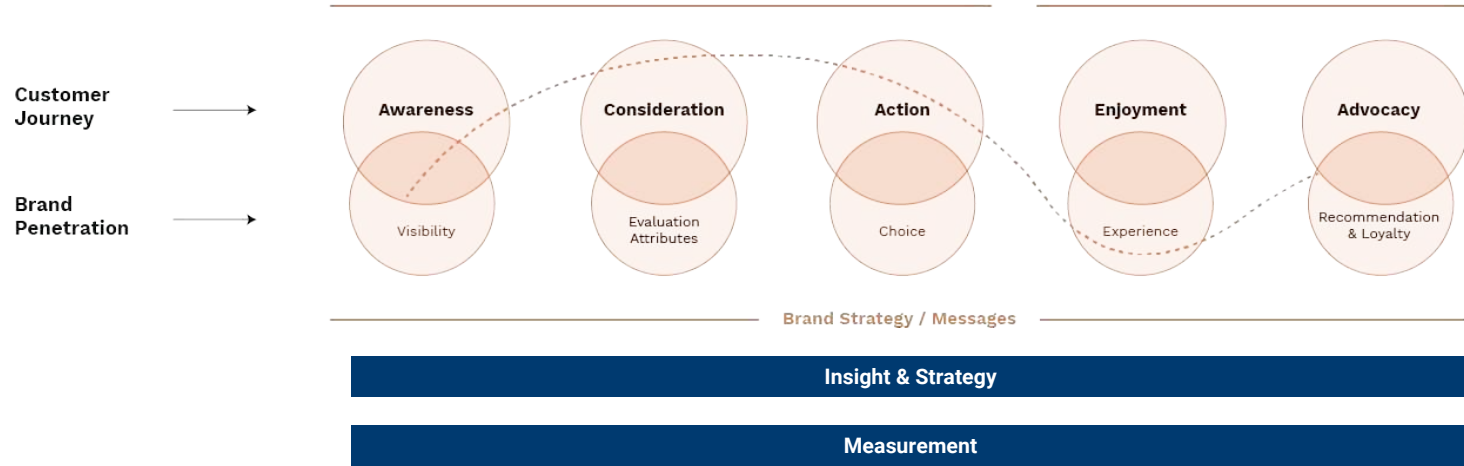 Customer
Journey
Awareness
Consideration
Action
Enjoyment
Advocacy
Brand
Penetration
Visibility
Evaluation
Attributes
Choice
Experience
Recommendation
& Loyalty
Brand Strategy / Messages
Insight & Strategy
Measurement